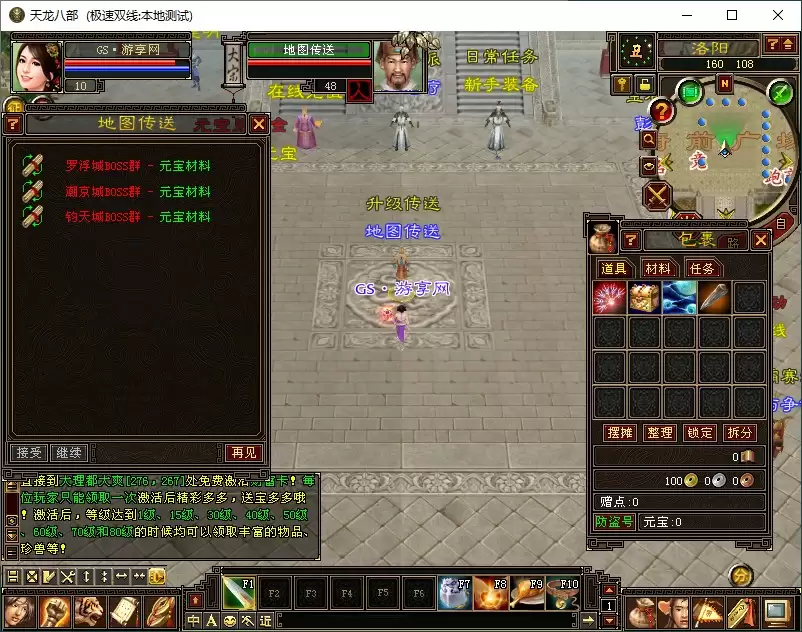 天龙八部 (极速双线:本地测试)
GS·游享网
10
大宋
地图传送
48
日常任务
新手装备
洛阳
160 108
丑
N
地图传送
罗浮城BOSS群 - 元宝材料
潮京城BOSS群 - 元宝材料
钧天城BOSS群 - 元宝材料
接受
继续
再见
升级传送
地图传送
GS·游享网
包裹
道具
材料
任务
摆摊
整理
锁定
拆分
0
100 0 0
赠点:0
防盗号
元宝:0
直接到大理都大爽[276,267]处免费激活财富卡!每
位玩家只能领取一次激活后精彩多多,送宝多多哦
!激活后,等级达到1级、15级、30级、40级、50级
、60级、70级和80级的时候均可以领取丰富的物品、
珍兽等!
F1 F2 F3 F4 F5 F6 F7 F8 F9 F10
1
中 A 近